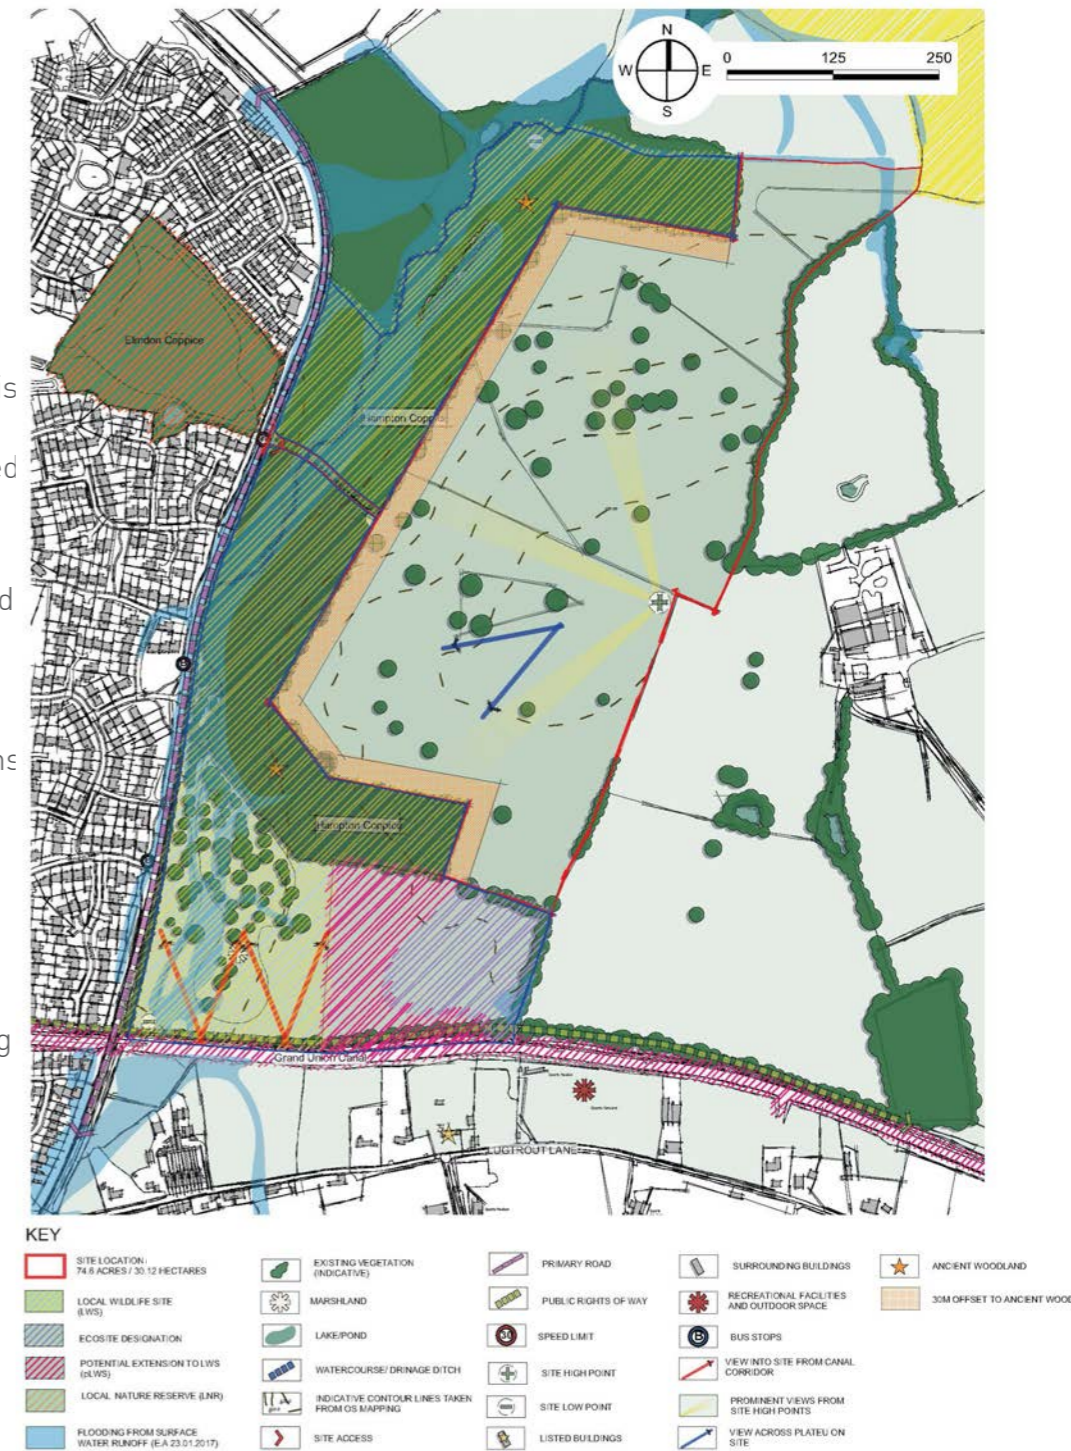 N
W E
S
0 125 250
s
Elmdon Coppice
ed
Hampton Coppice
d
ns
Hampton Coppice
g
Grand Union Canal
LUGTROUT LANE
KEY
SITE LOCATION:
74.6 ACRES / 30.12 HECTARES
LOCAL WILDLIFE SITE
(LWS)
ECOSITE DESIGNATION
POTENTIAL EXTENSION TO LWS
(pLWS)
LOCAL NATURE RESERVE (LNR)
FLOODING FROM SURFACE
WATER RUNOFF (E.A 23.01.2017)
EXISTING VEGETATION
(INDICATIVE)
MARSHLAND
LAKE/POND
WATERCOURSE/ DRINAGE DITCH
INDICATIVE CONTOUR LINES TAKEN
FROM OS MAPPING
SITE ACCESS
PRIMARY ROAD
PUBLIC RIGHTS OF WAY
30
SPEED LIMIT
SITE HIGH POINT
SITE LOW POINT
LISTED BUILDINGS
SURROUNDING BUILDINGS
RECREATIONAL FACILITIES
AND OUTDOOR SPACE
B
BUS STOPS
VIEW INTO SITE FROM CANAL
CORRIDOR
PROMINENT VIEWS FROM
SITE HIGH POINTS
VIEW ACROSS PLATEU ON
SITE
ANCIENT WOODLAND
30M OFFSET TO ANCIENT WOOD